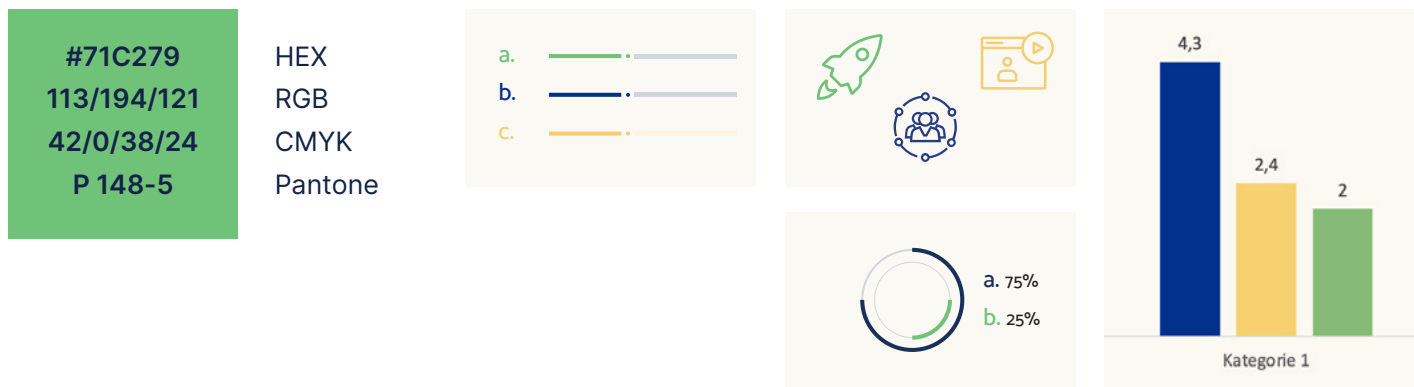 #71C279 HEX
113/194/121 RGB
42/0/38/24 CMYK
P 148-5 Pantone
a.
b.
c.
a. 75%
b. 25%
4,3
2,4
2
Kategorie 1